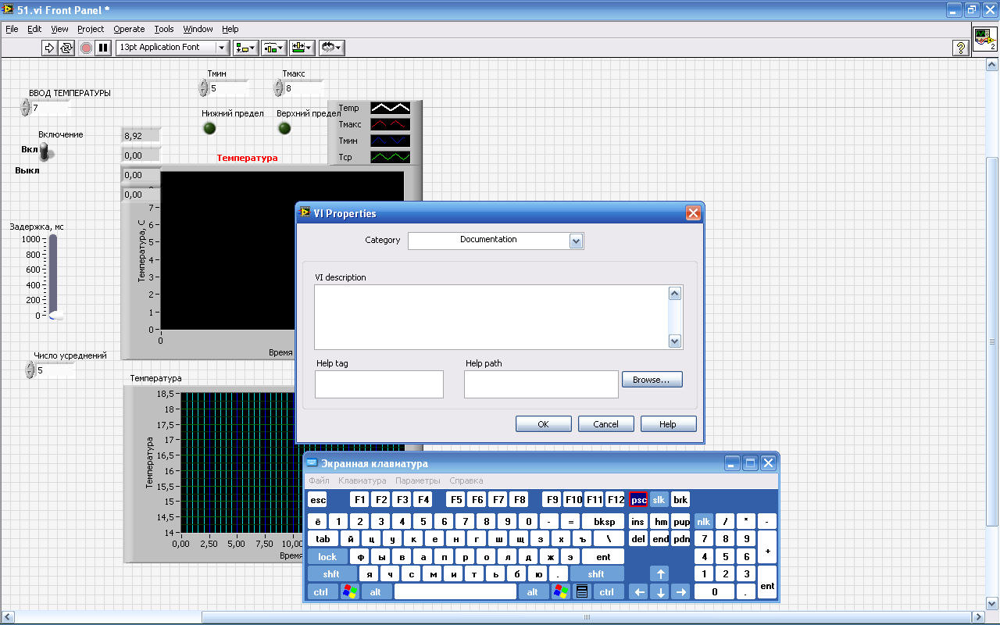 51.vi Front Panel *
File Edit View Project Operate Tools Window Help
13pt Application Font
2
Тмин Тмакс
5 8
ВВОД ТЕМПЕРАТУРЫ
7
Нижний предел Верхний предел
Включение
Вкл
Выкл
8,92
0,00
0,00
0,00
Температура
Temp
Тмакс
Тмин
Тср
Задержка, мс
1000
800
600
400
200
0
Температура, С
7
6
5
4
3
2
1
0
0
Время
Число усреднений
5
Температура
18,5
18
17,5
17
16,5
16
15,5
15
14,5
14
Температура
0,00 2,50 5,00 7,50 10,00
Время
VI Properties
Category Documentation
VI description
Help tag Help path
Browse...
OK Cancel Help
Экранная клавиатура
Файл Клавиатура Параметры Справка
esc F1 F2 F3 F4 F5 F6 F7 F8 F9 F10 F11 F12 psc slk brk
ё 1 2 3 4 5 6 7 8 9 0 - = bksp ins hm pup nlk / * -
tab й ц у к е н г ш щ з х ъ \ del end pdn 7 8 9 +
lock ф ы в а п р о л д ж э ent 4 5 6
shft я ч с м и т ь б ю . shft ↑ 1 2 3 ent
ctrl alt alt ctrl ← ↓ → 0 .